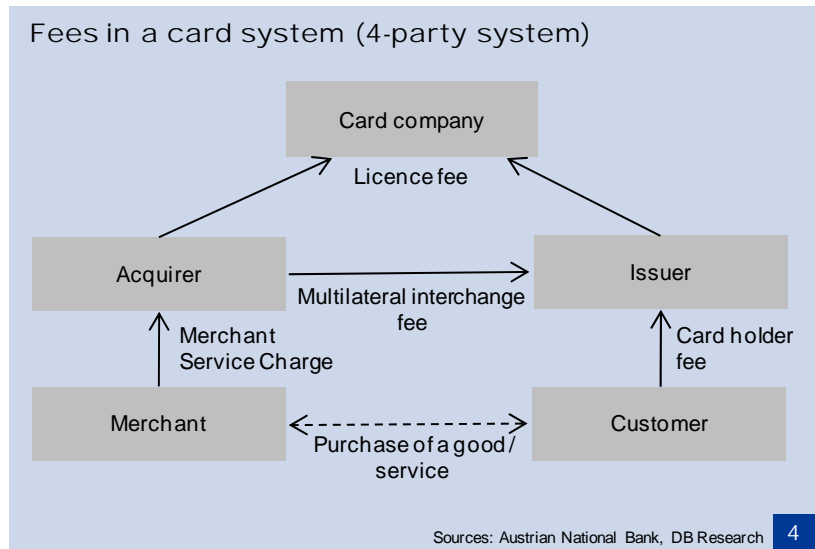 Fees in a card system (4-party system)
Card company
Licence fee
Acquirer
Issuer
Multilateral interchange
fee
Merchant
Service Charge
Card holder
fee
Merchant
Customer
Purchase of a good /
service
Sources: Austrian National Bank, DB Research
4